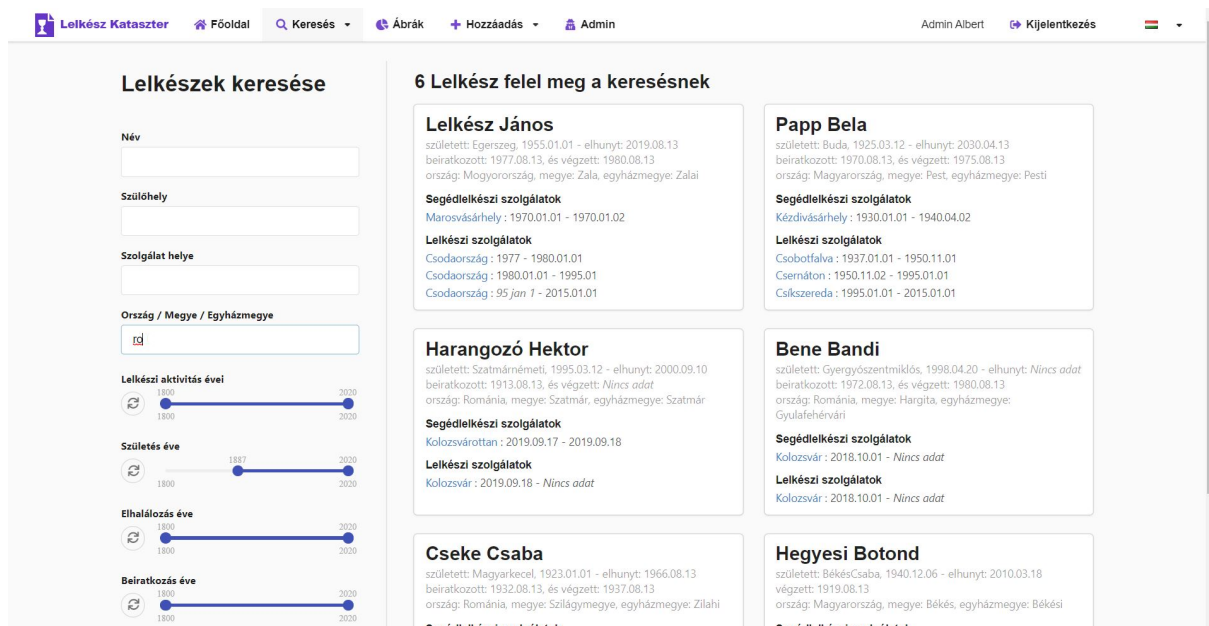 Lelkész Kataszter
Főoldal
Keresés
Ábrák
Hozzáadás
Admin
Admin Albert
Kijelentkezés
Lelkészek keresése
Név
Szülőhely
Szolgálat helye
Ország / Megye / Egyházmegye
ro
Lelkészi aktivitás évei
1800 2020
1800 2020
Születés éve
1887 2020
1800 2020
Elhalálozás éve
1800 2020
1800 2020
Beiratkozás éve
1800 2020
1800 2020
6 Lelkész felel meg a keresésnek
Lelkész János
született: Egerszeg, 1955.01.01 - elhunyt: 2019.08.13
beiratkozott: 1977.08.13, és végzett: 1980.08.13
ország: Mogyorország, megye: Zala, egyházmegye: Zalai
Segédlelkészi szolgálatok
Marosvásárhely : 1970.01.01 - 1970.01.02
Lelkészi szolgálatok
Csodaország : 1977 - 1980.01.01
Csodaország : 1980.01.01 - 1995.01
Csodaország : 95 jan 1 - 2015.01.01
Papp Bela
született: Buda, 1925.03.12 - elhunyt: 2030.04.13
beiratkozott: 1970.08.13, és végzett: 1975.08.13
ország: Magyarország, megye: Pest, egyházmegye: Pesti
Segédlelkészi szolgálatok
Kézdivásárhely : 1930.01.01 - 1940.04.02
Lelkészi szolgálatok
Csobotfalva : 1937.01.01 - 1950.11.01
Csernáton : 1950.11.02 - 1995.01.01
Csíkszereda : 1995.01.01 - 2015.01.01
Harangozó Hektor
született: Szatmárnémeti, 1995.03.12 - elhunyt: 2000.09.10
beiratkozott: 1913.08.13, és végzett: Nincs adat
ország: Románia, megye: Szatmár, egyházmegye: Szatmár
Segédlelkészi szolgálatok
Kolozsvárottan : 2019.09.17 - 2019.09.18
Lelkészi szolgálatok
Kolozsvár : 2019.09.18 - Nincs adat
Bene Bandi
született: Gyergyószentmiklós, 1998.04.20 - elhunyt: Nincs adat
beiratkozott: 1972.08.13, és végzett: 1980.08.13
ország: Románia, megye: Hargita, egyházmegye:
Gyulafehérvári
Segédlelkészi szolgálatok
Kolozsvár : 2018.10.01 - Nincs adat
Lelkészi szolgálatok
Kolozsvár : 2018.10.01 - Nincs adat
Cseke Csaba
született: Magyarkecel, 1923.01.01 - elhunyt: 1966.08.13
beiratkozott: 1932.08.13, és végzett: 1937.08.13
ország: Románia, megye: Szilágymegye, egyházmegye: Zilahi
Hegyesi Botond
született: BékésCsaba, 1940.12.06 - elhunyt: 2010.03.18
végzett: 1919.08.13
ország: Magyarország, megye: Békés, egyházmegye: Békési